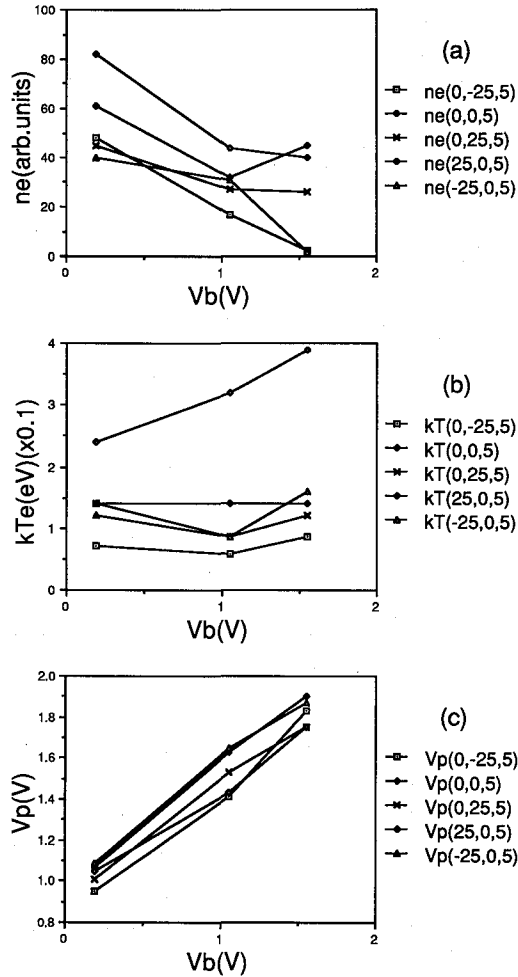 100
80
60
40
20
0
ne(arb.units)
0
1
2
Vb(V)
(a)
ne(0,-25,5)
ne(0,0,5)
ne(0,25,5)
ne(25,0,5)
ne(-25,0,5)
4
3
2
1
0
kTe(eV)(x0.1)
0
1
2
Vb(V)
(b)
kT(0,-25,5)
kT(0,0,5)
kT(0,25,5)
kT(25,0,5)
kT(-25,0,5)
2.0
1.8
1.6
1.4
1.2
1.0
0.8
Vp(V)
0
1
2
Vb(V)
(c)
Vp(0,-25,5)
Vp(0,0,5)
Vp(0,25,5)
Vp(25,0,5)
Vp(-25,0,5)